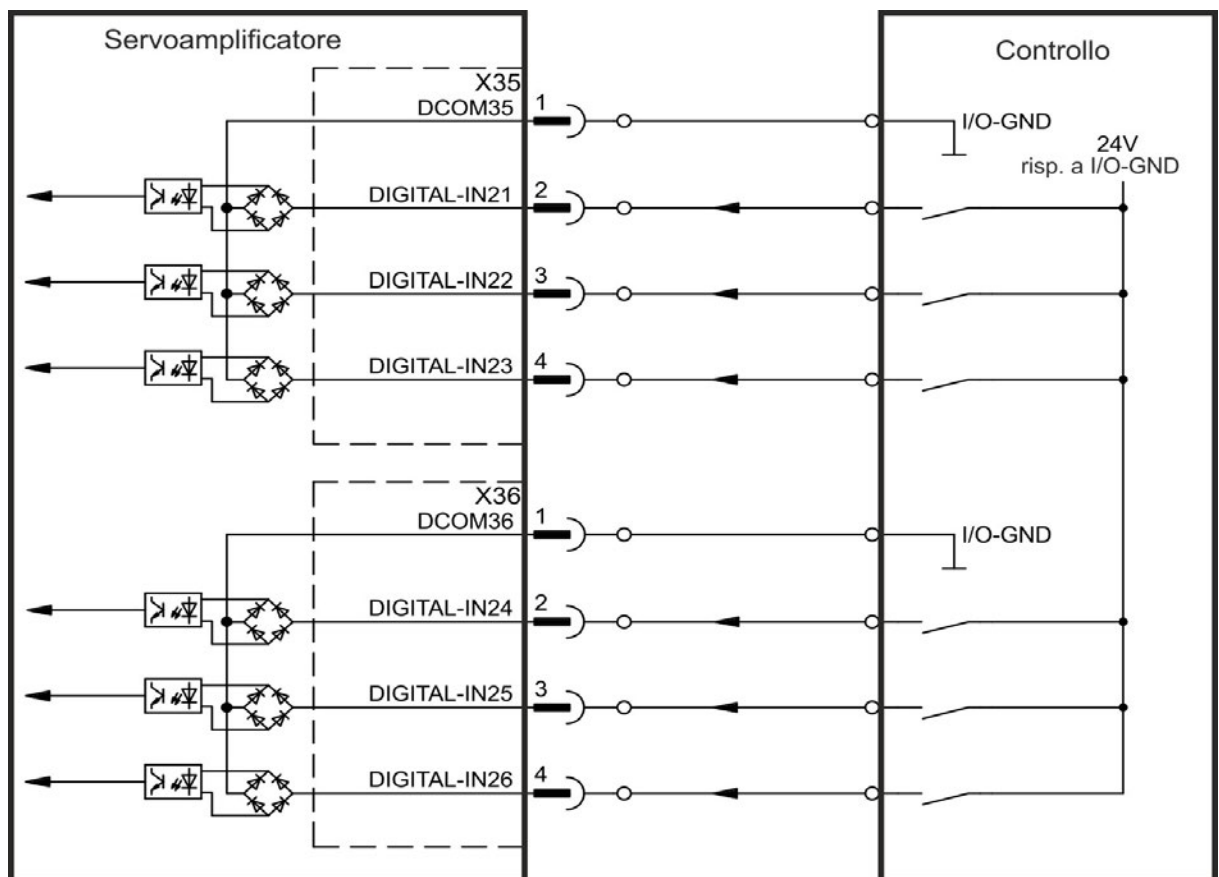 Servoamplificatore
Controllo
X35
DCOM35
1
I/O-GND
24V
risp. a I/O-GND
DIGITAL-IN21
2
DIGITAL-IN22
3
DIGITAL-IN23
4
X36
DCOM36
1
I/O-GND
DIGITAL-IN24
2
DIGITAL-IN25
3
DIGITAL-IN26
4